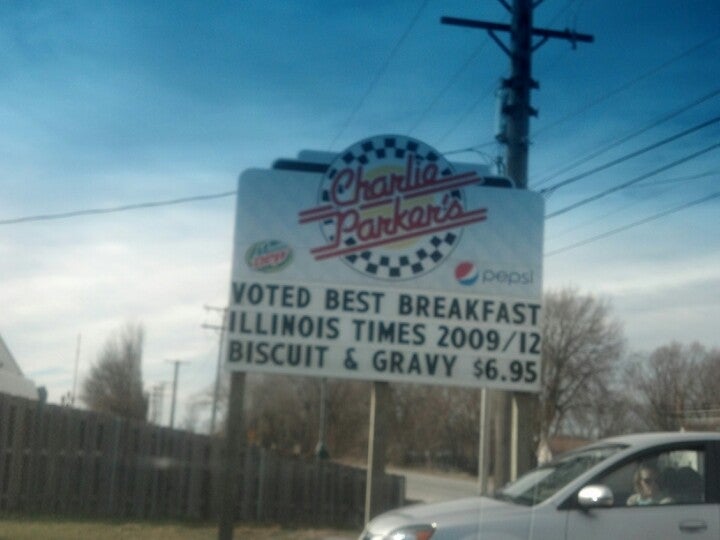 Charlie
Parker's
pepsi
VOTED BEST BREAKFAST
ILLINOIS TIMES 2009/12
BISCUIT & GRAVY $6.95